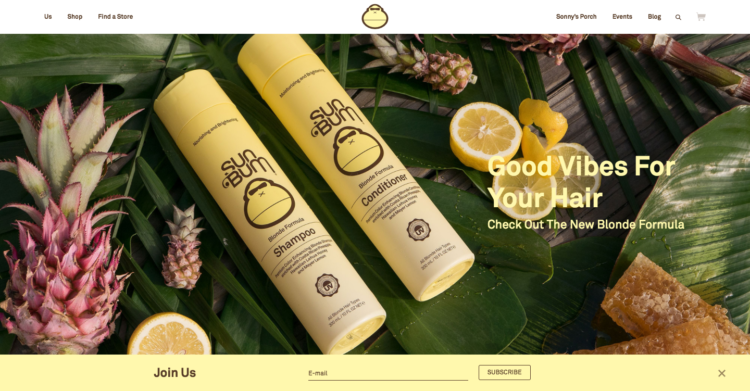 Us
Shop
Find a Store
Sonny's Porch
Events
Blog
Moisturizing and Brightening
SUN
BUM
Blonde Formula
Conditioner
Moisturizing and Brightening
SUN
BUM
Blonde Formula
Shampoo
Good Vibes For
Your Hair
Check Out The New Blonde Formula
Join Us
E-mail
SUBSCRIBE